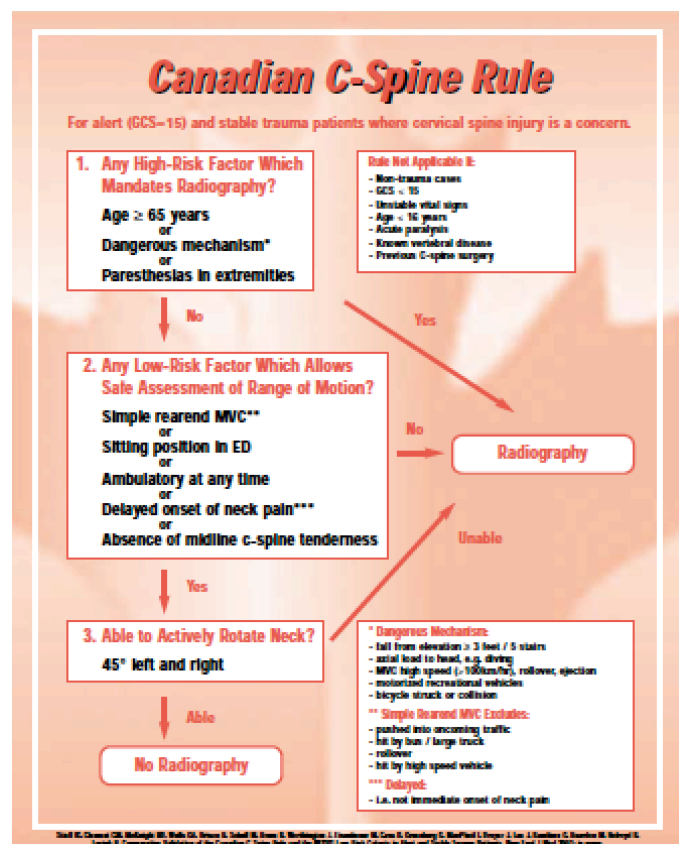 Canadian C-Spine Rule
For alert (GCS=15) and stable trauma patients where cervical spine injury is a concern.
1. Any High-Risk Factor Which
Mandates Radiography?
Age ≥ 65 years
or
Dangerous mechanism*
or
Paresthesias in extremities
Rule Not Applicable If:
- Non-trauma cases
- GCS < 15
- Unstable vital signs
- Age < 16 years
- Acute paralysis
- Known vertebral disease
- Previous C-spine surgery
No
Yes
2. Any Low-Risk Factor Which Allows
Safe Assessment of Range of Motion?
Simple rearend MVC**
or
Sitting position in ED
or
Ambulatory at any time
or
Delayed onset of neck pain***
or
Absence of midline c-spine tenderness
No
Radiography
Unable
Yes
3. Able to Actively Rotate Neck?
45° left and right
Able
No Radiography
* Dangerous Mechanism:
- fall from elevation ≥ 3 feet / 5 stairs
- axial load to head, e.g. diving
- MVC high speed (>100km/hr), rollover, ejection
- motorized recreational vehicles
- bicycle struck or collision
** Simple Rearend MVC Excludes:
- pushed into oncoming traffic
- hit by bus / large truck
- rollover
- hit by high speed vehicle
*** Delayed:
- i.e. not immediate onset of neck pain